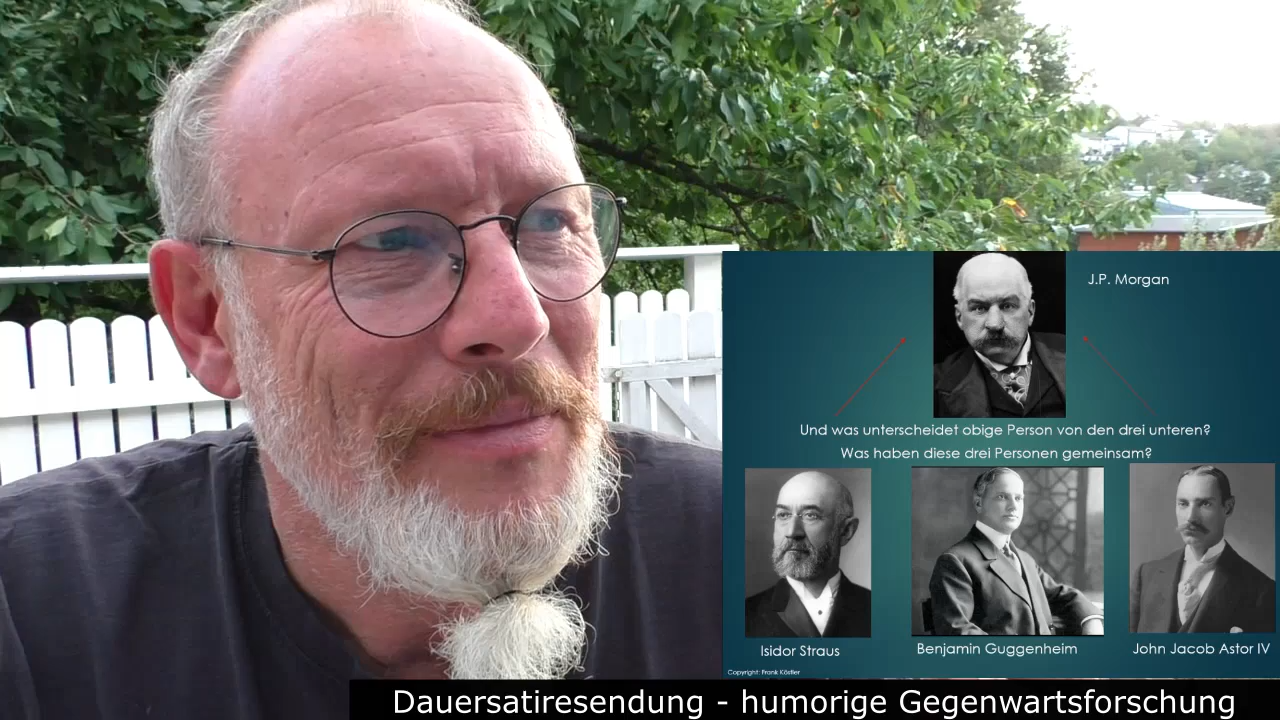 J.P. Morgan
Und was unterscheidet obige Person von den drei unteren?
Was haben diese drei Personen gemeinsam?
Isidor Straus
Benjamin Guggenheim
John Jacob Astor IV
Copyright: Frank Köstler
Dauersatiresendung - humorige Gegenwartsforschung